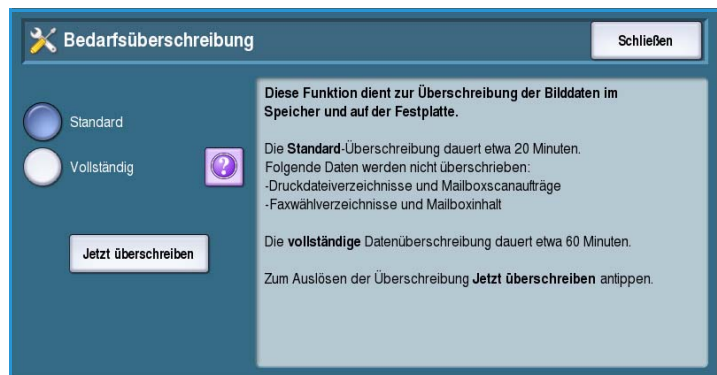 Bedarfsüberschreibung
Schließen
Standard
Vollständig
?
Jetzt überschreiben
Diese Funktion dient zur Überschreibung der Bilddaten im
Speicher und auf der Festplatte.
Die Standard-Überschreibung dauert etwa 20 Minuten.
Folgende Daten werden nicht überschrieben:
-Druckdateiverzeichnisse und Mailboxscanaufträge
-Faxwählverzeichnisse und Mailboxinhalt
Die vollständige Datenüberschreibung dauert etwa 60 Minuten.
Zum Auslösen der Überschreibung Jetzt überschreiben antippen.